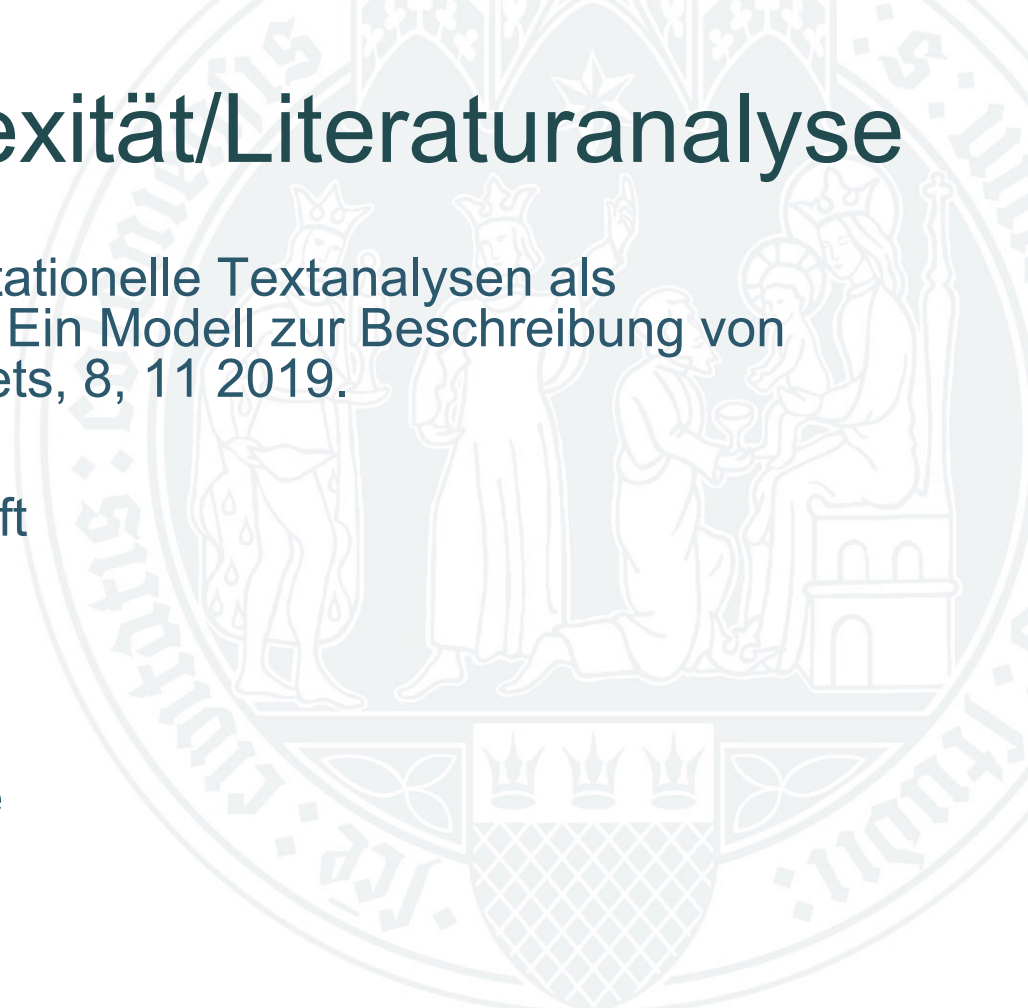 exität/Literaturanalyse
tationelle Textanalysen als
Ein Modell zur Beschreibung von
ets, 8, 11 2019.
ft
e